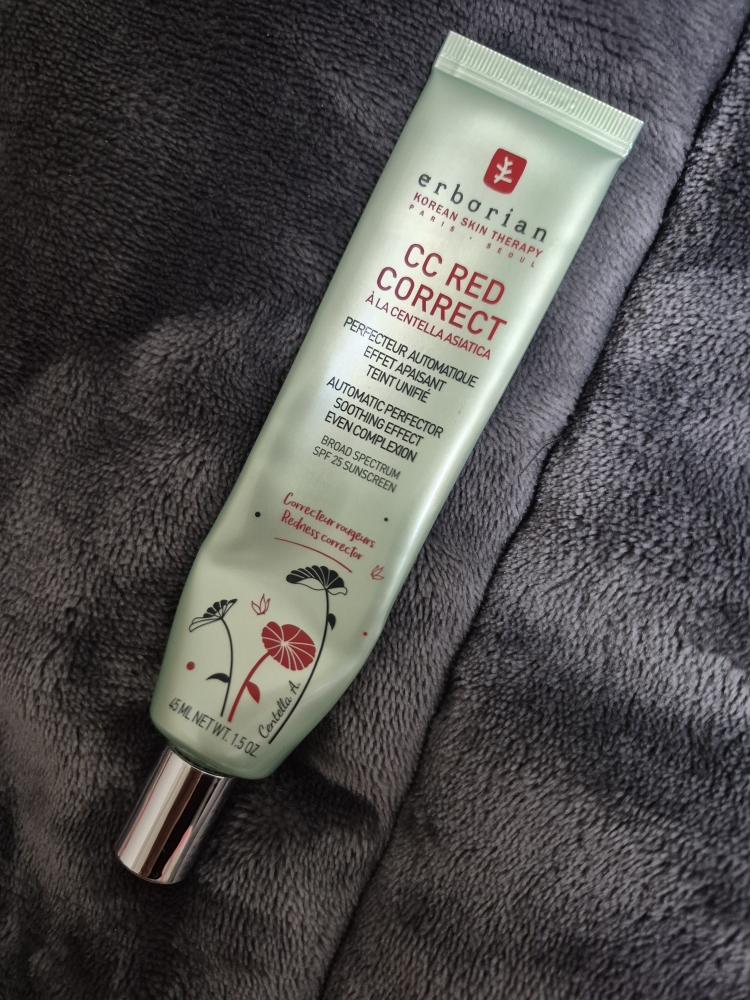 erborian
KOREAN SKIN THERAPY
PARIS · SEOUL
CC RED
CORRECT
À LA CENTELLA ASIATICA
PERFECTEUR AUTOMATIQUE
EFFET APAISANT
TEINT UNIFIÉ
AUTOMATIC PERFECTOR
SOOTHING EFFECT
EVEN COMPLEXION
BROAD SPECTRUM
SPF 25 SUNSCREEN
Correcteur rougeurs
Redness corrector
Centella A.
45 ML NET WT. 1.5 OZ.